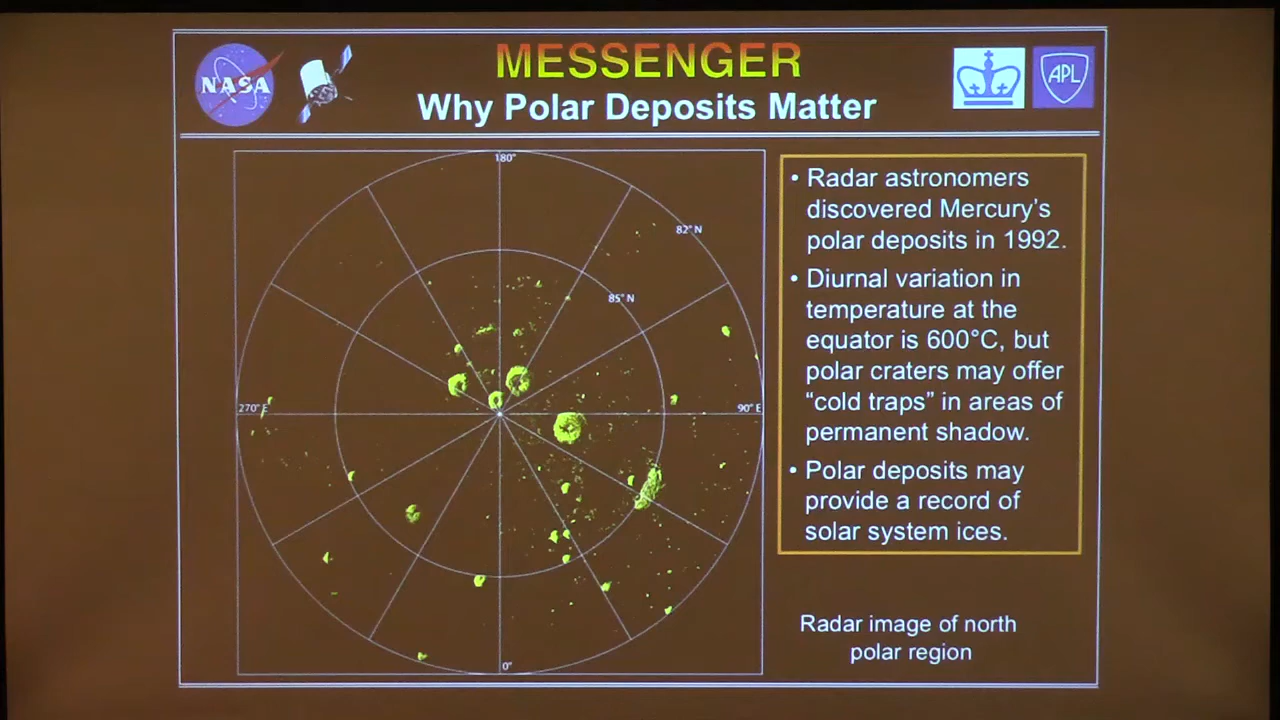 NASA
MESSENGER
APL
Why Polar Deposits Matter
180°
82° N
85° N
270° E
90° E
0°
• Radar astronomers
discovered Mercury's
polar deposits in 1992.
• Diurnal variation in
temperature at the
equator is 600°C, but
polar craters may offer
“cold traps” in areas of
permanent shadow.
• Polar deposits may
provide a record of
solar system ices.
Radar image of north
polar region